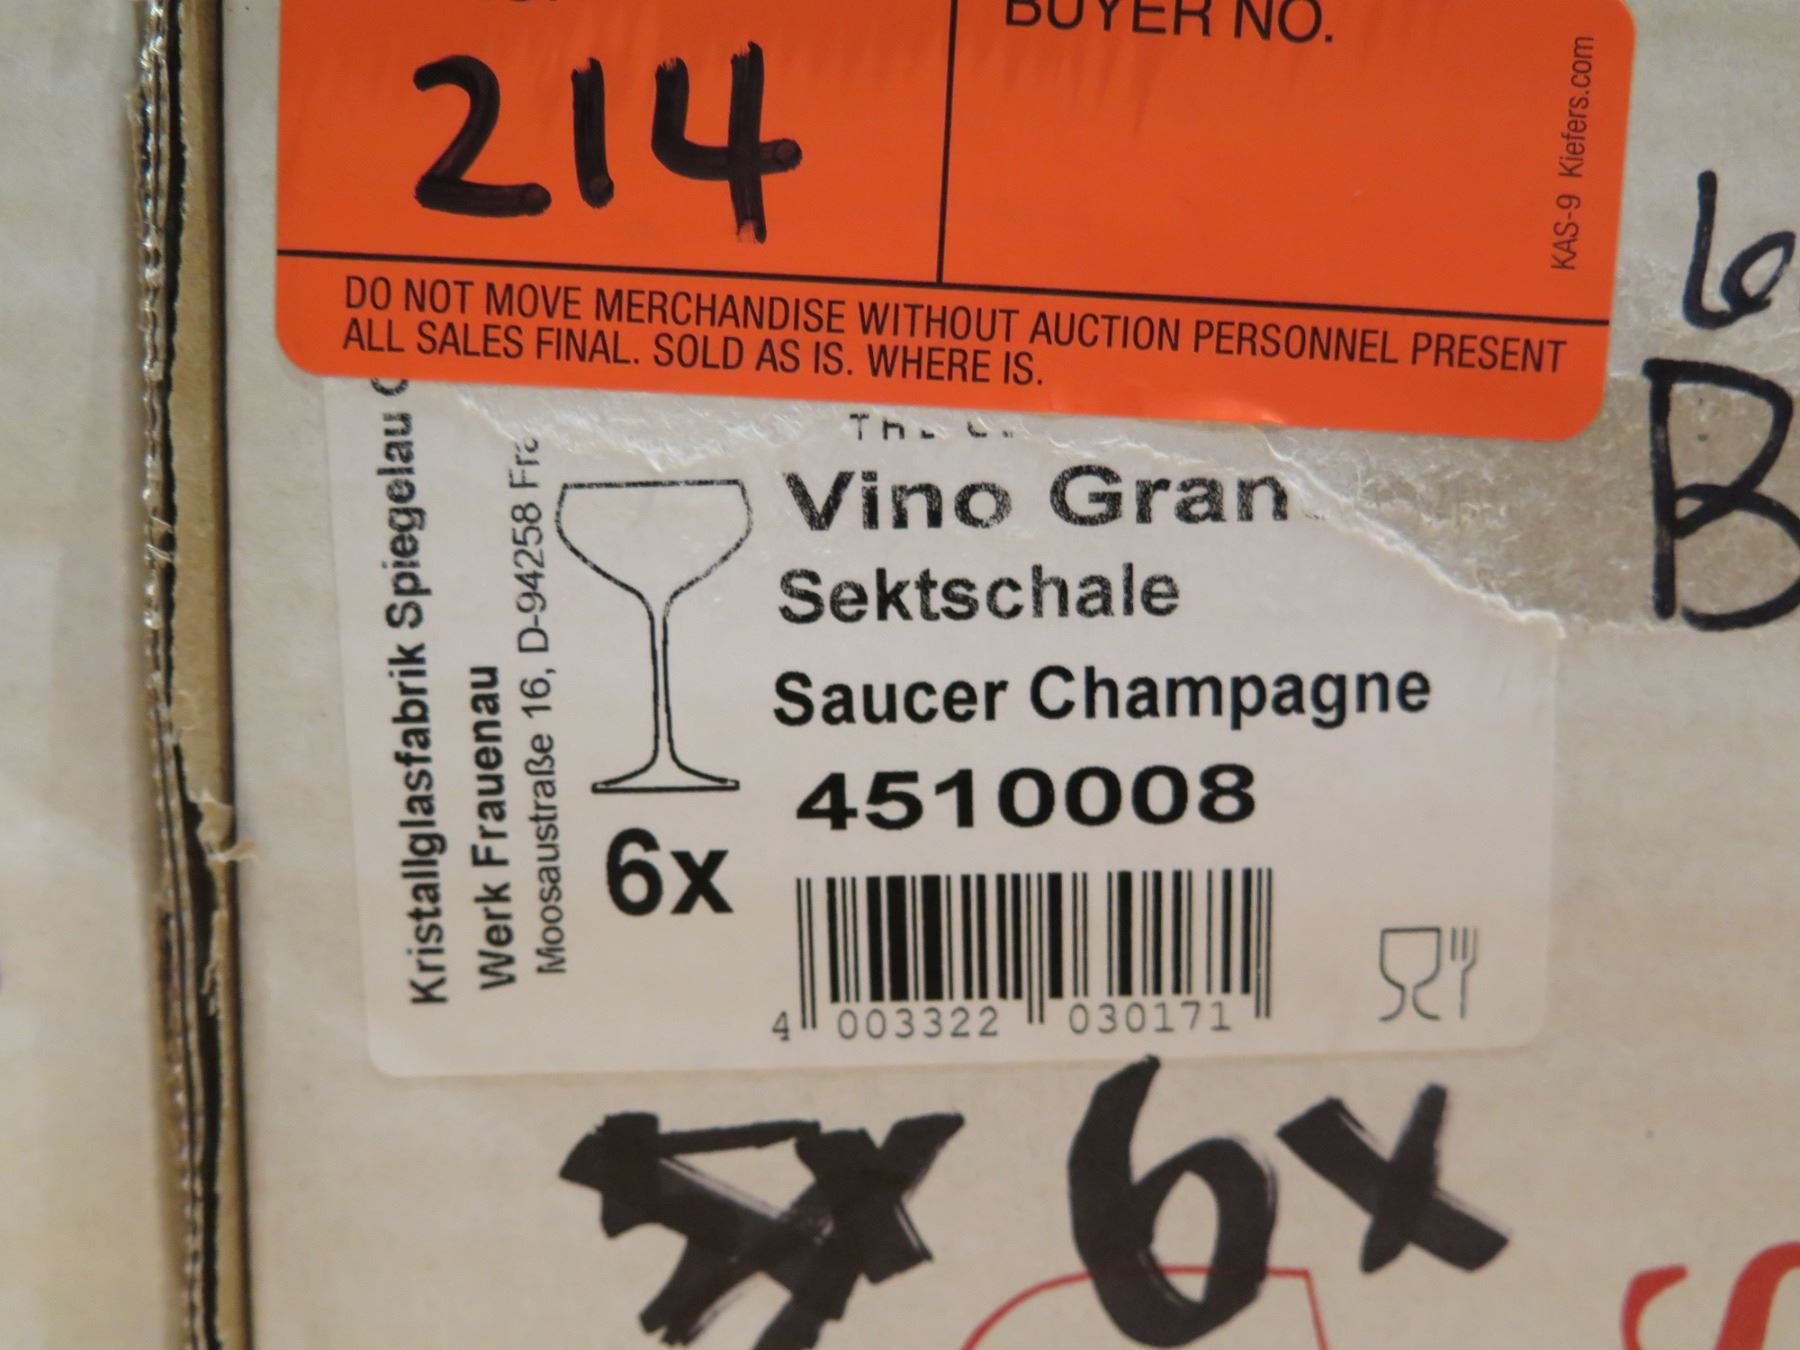 BUYER NO.
214
KAS-9 Kiefers.com
DO NOT MOVE MERCHANDISE WITHOUT AUCTION PERSONNEL PRESENT
ALL SALES FINAL. SOLD AS IS. WHERE IS.
6
B
Kristallglasfabrik Spiegelau
Werk Frauenau
Moosaustraße 16, D-94258
Vino Gran
Sektschale
Saucer Champagne
4510008
6x
4 003322 030171
6x